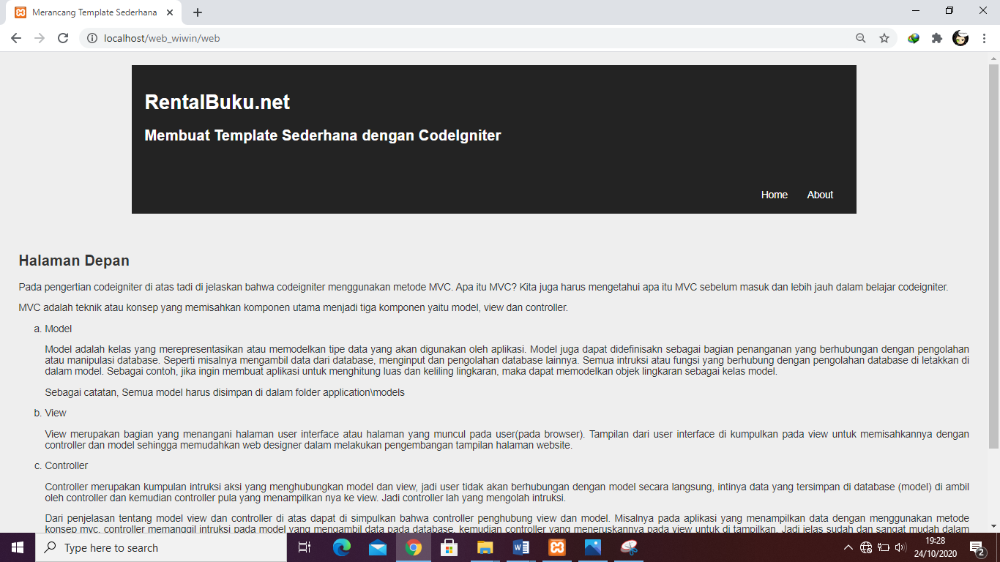 Merancang Template Sederhana
localhost/web_wiwin/web
RentalBuku.net
Membuat Template Sederhana dengan CodeIgniter
Home About
Halaman Depan
Pada pengertian codeigniter di atas tadi di jelaskan bahwa codeigniter menggunakan metode MVC. Apa itu MVC? Kita juga harus mengetahui apa itu MVC sebelum masuk dan lebih jauh dalam belajar codeigniter.
MVC adalah teknik atau konsep yang memisahkan komponen utama menjadi tiga komponen yaitu model, view dan controller.
a. Model
Model adalah kelas yang merepresentasikan atau memodelkan tipe data yang akan digunakan oleh aplikasi. Model juga dapat didefinisakn sebagai bagian penanganan yang berhubungan dengan pengolahan
atau manipulasi database. Seperti misalnya mengambil data dari database, menginput dan pengolahan database lainnya. Semua intruksi atau fungsi yang berhubung dengan pengolahan database di letakkan di
dalam model. Sebagai contoh, jika ingin membuat aplikasi untuk menghitung luas dan keliling lingkaran, maka dapat memodelkan objek lingkaran sebagai kelas model.
Sebagai catatan, Semua model harus disimpan di dalam folder application\models
b. View
View merupakan bagian yang menangani halaman user interface atau halaman yang muncul pada user(pada browser). Tampilan dari user interface di kumpulkan pada view untuk memisahkannya dengan
controller dan model sehingga memudahkan web designer dalam melakukan pengembangan tampilan halaman website.
c. Controller
Controller merupakan kumpulan intruksi aksi yang menghubungkan model dan view, jadi user tidak akan berhubungan dengan model secara langsung, intinya data yang tersimpan di database (model) di ambil
oleh controller dan kemudian controller pula yang menampilkan nya ke view. Jadi controller lah yang mengolah intruksi.
Dari penjelasan tentang model view dan controller di atas dapat di simpulkan bahwa controller penghubung view dan model. Misalnya pada aplikasi yang menampilkan data dengan menggunakan metode
konsep mvc, controller memanggil intruksi pada model yang mengambil data pada database, kemudian controller yang meneruskannya pada view untuk di tampilkan. Jadi jelas sudah dan sangat mudah dalam
Type here to search
19:28
24/10/2020
2